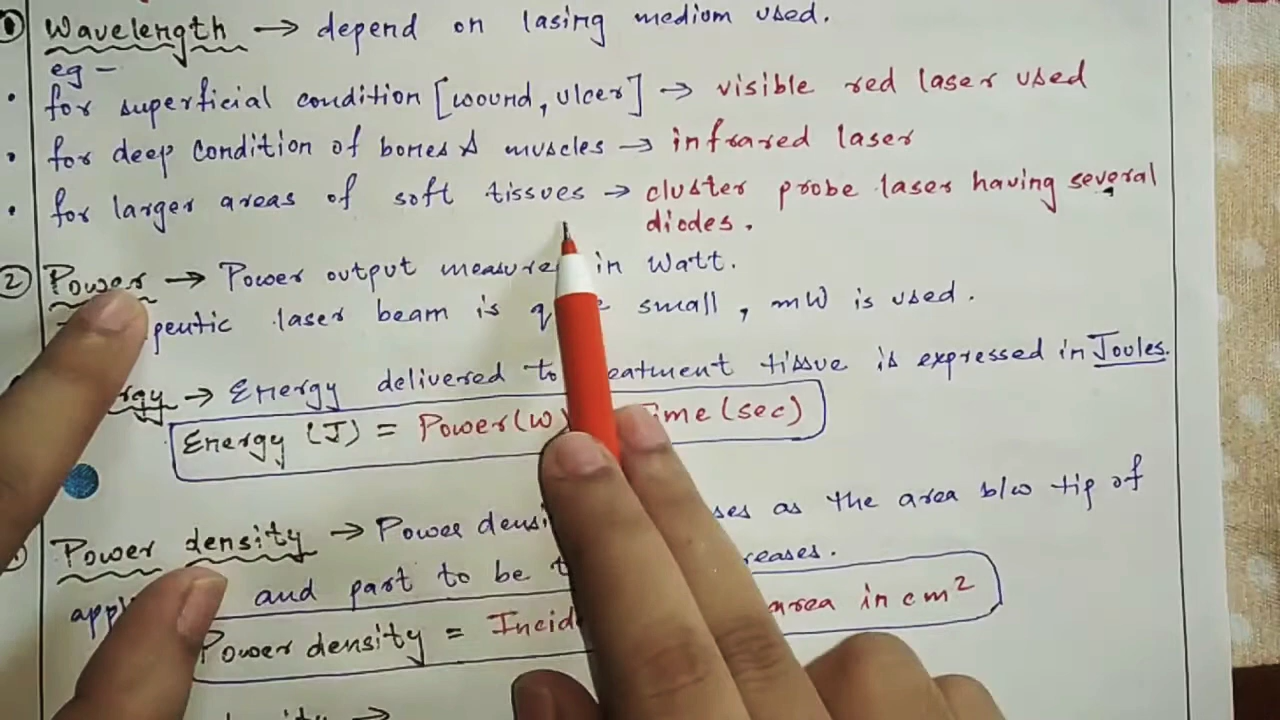 ① Wavelength → depend on lasing medium used.
eg -
• for superficial condition [wound, ulcer] → visible red laser used
• for deep condition of bones & muscles → infrared laser
• for larger areas of soft tissues → cluster probe laser having several
diodes.
② Power → Power output measure in Watt.
peutic laser beam is small, mW is used.
rgy → Energy delivered to eatment tissue is expressed in Joules.
Energy (J) = Power(W) ime (sec)
Power density → Power densi ses as the area b/w tip of
appl and part to be t reases.
Power density = Incid area in cm²